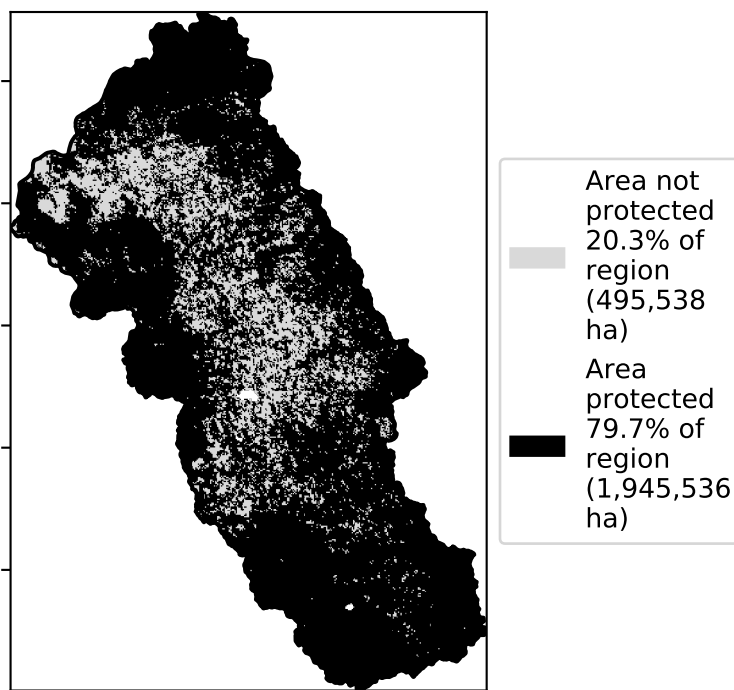 Area not
protected
20.3% of
region
(495,538
ha)
Area
protected
79.7% of
region
(1,945,536
ha)